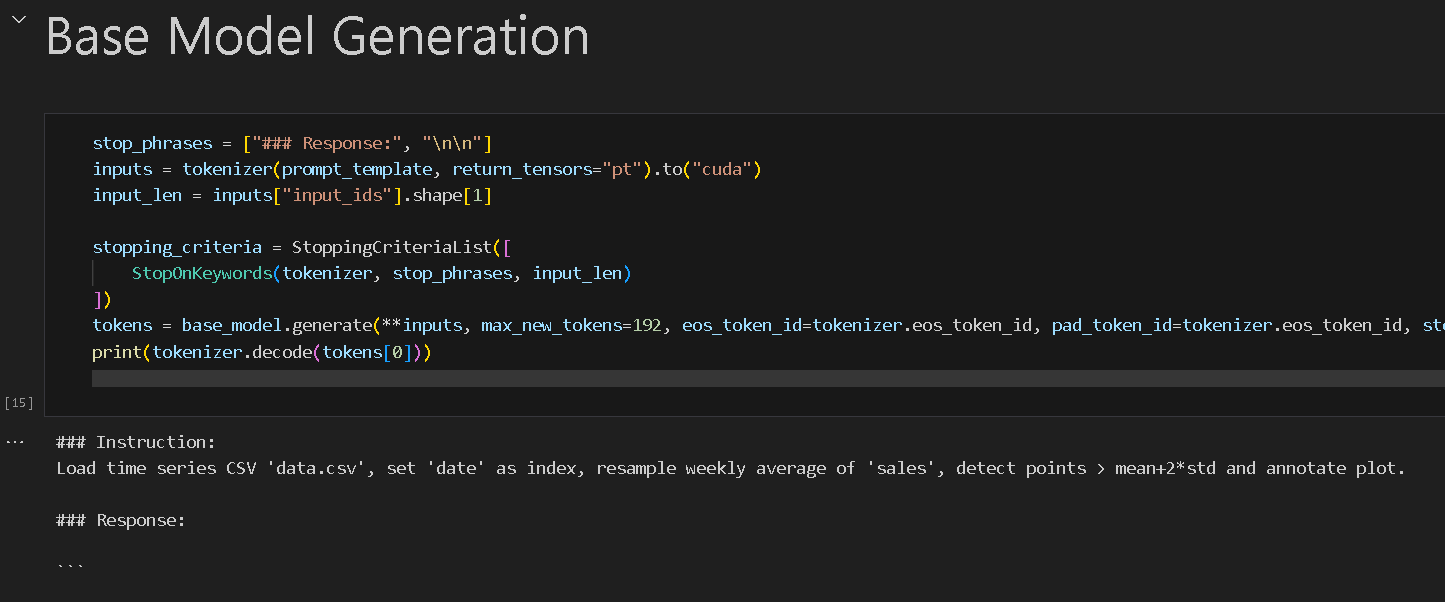 Base Model Generation
stop_phrases = ["### Response:", "\n\n"]
inputs = tokenizer(prompt_template, return_tensors="pt").to("cuda")
input_len = inputs["input_ids"].shape[1]
stopping_criteria = StoppingCriteriaList([
    StopOnKeywords(tokenizer, stop_phrases, input_len)
])
tokens = base_model.generate(**inputs, max_new_tokens=192, eos_token_id=tokenizer.eos_token_id, pad_token_id=tokenizer.eos_token_id,
print(tokenizer.decode(tokens[0]))
[15]
... ### Instruction:
Load time series CSV 'data.csv', set 'date' as index, resample weekly average of 'sales', detect points > mean+2*std and annotate plot.
### Response:
```